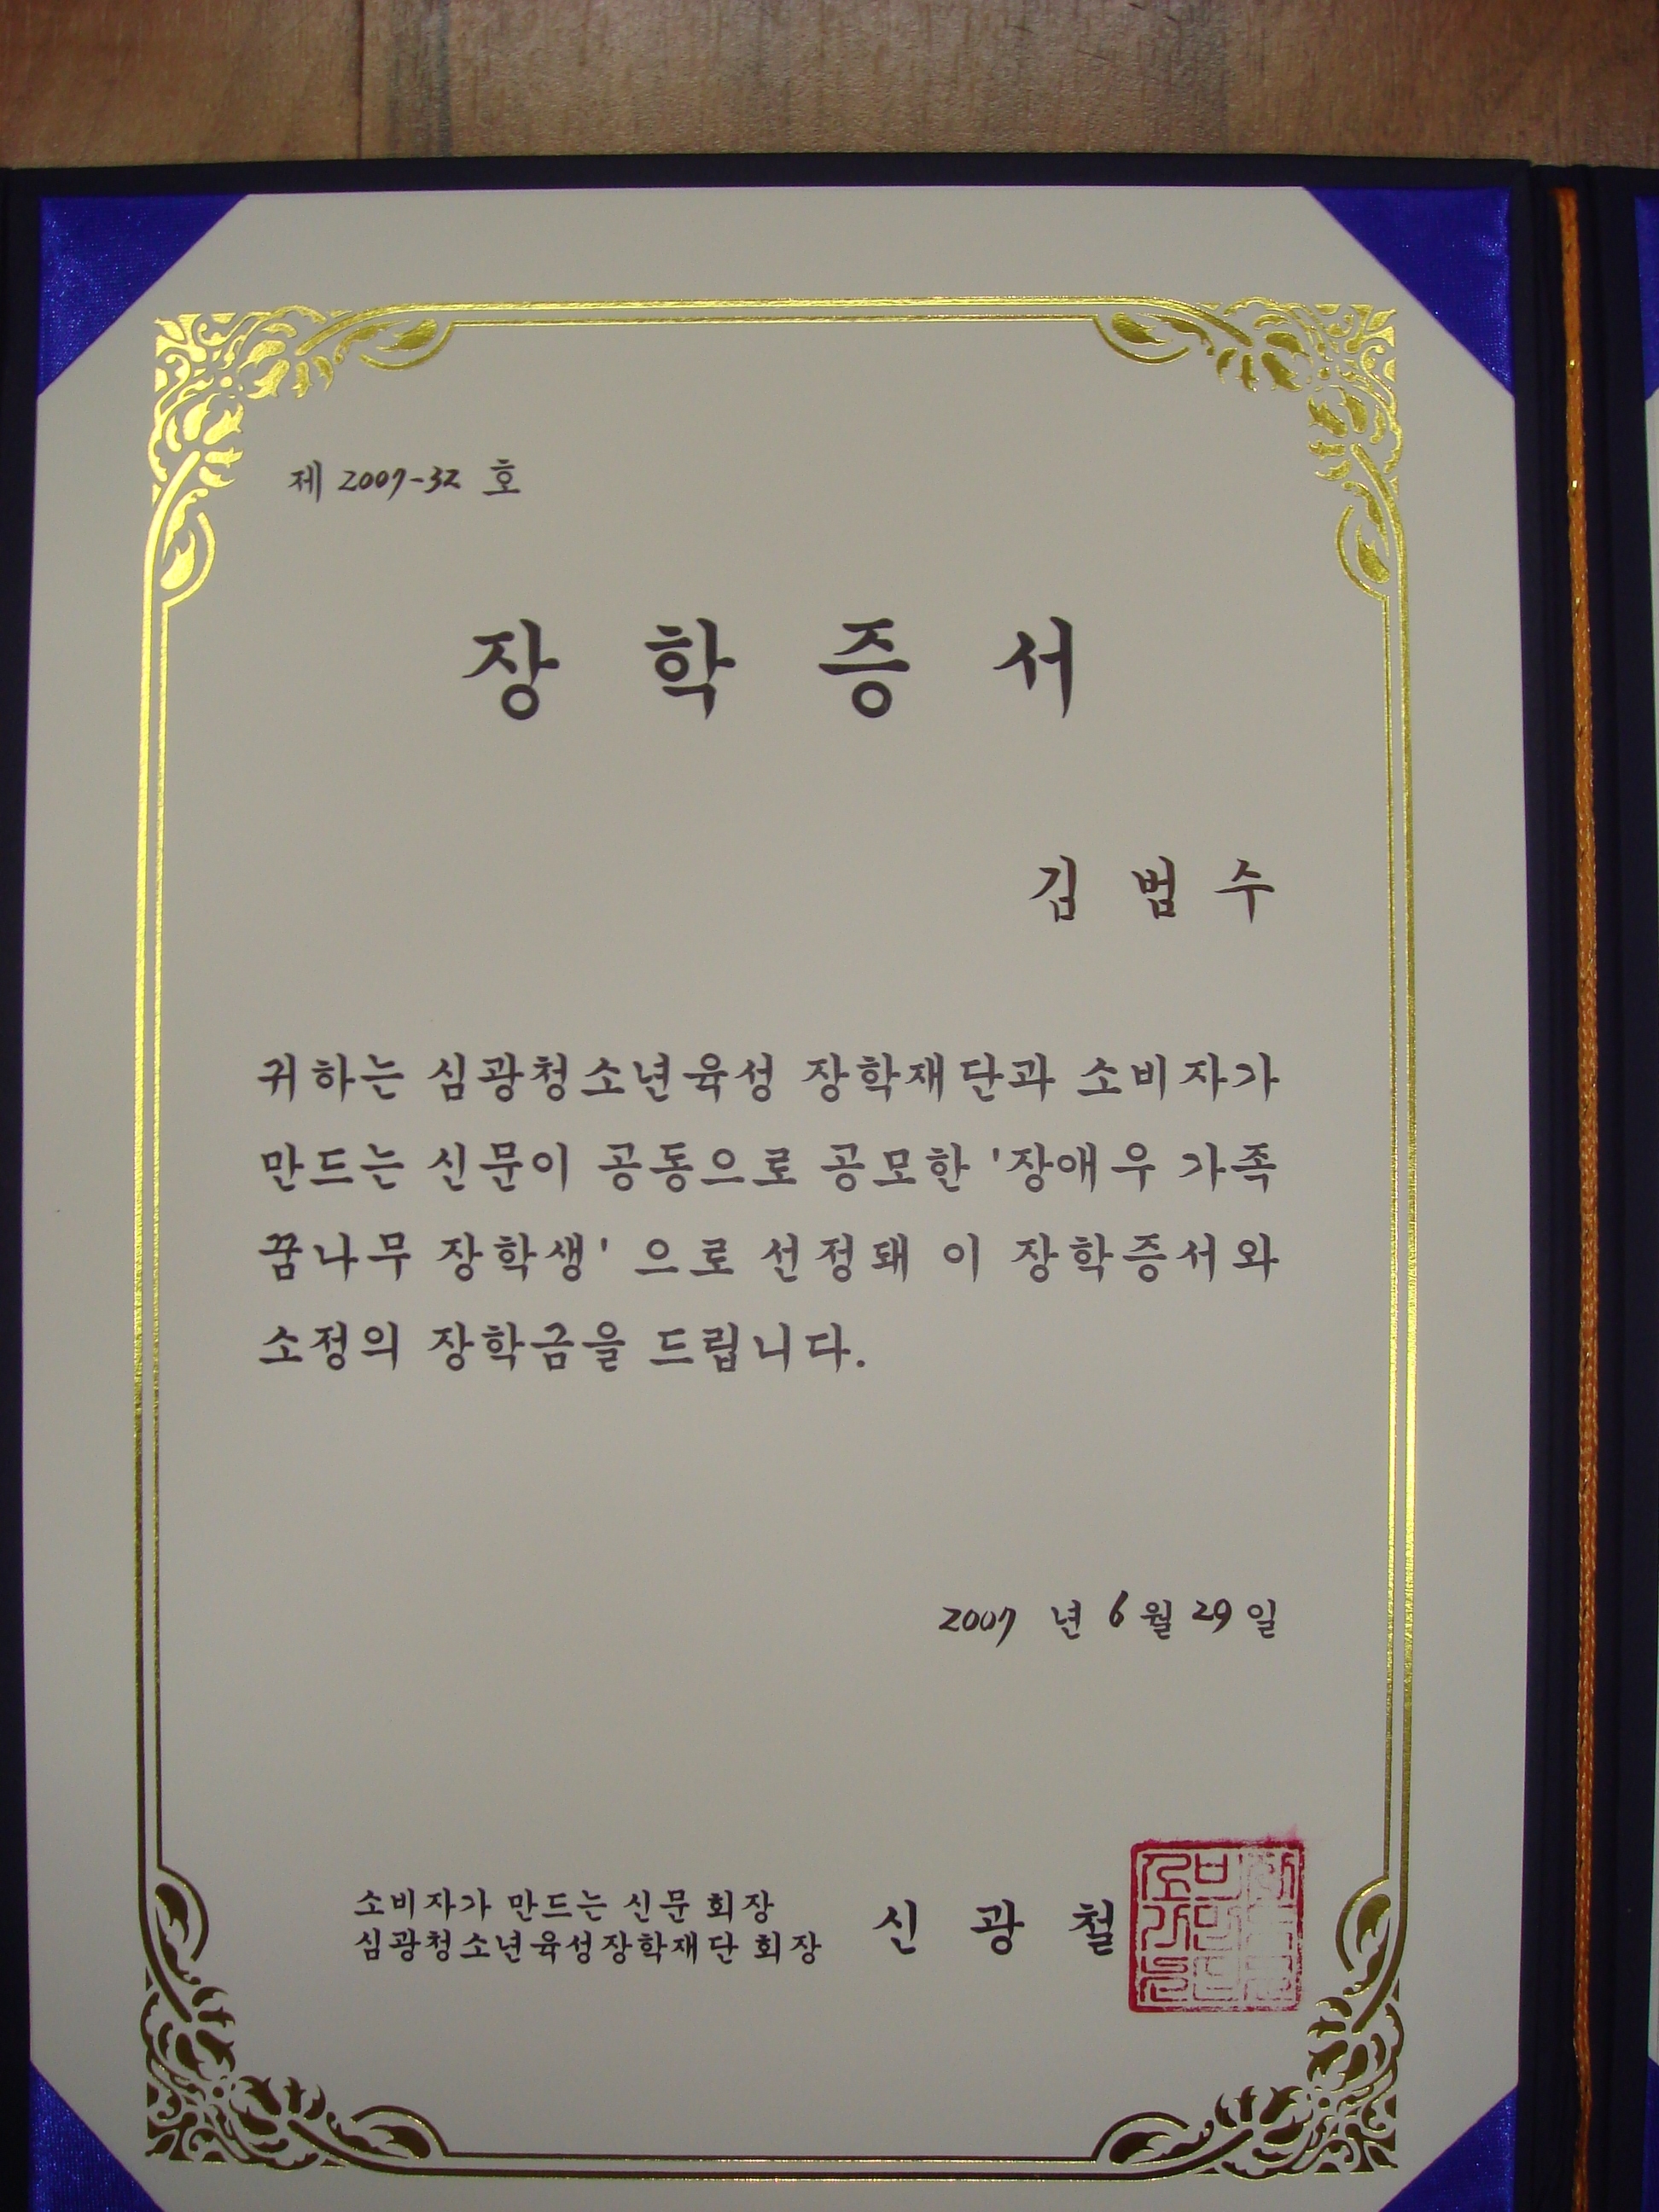 제 2007-32 호
장 학 증 서
김 범 수
귀하는 심광청소년육성 장학재단과 소비자가
만드는 신문이 공동으로 공모한 '장애우 가족
꿈나무 장학생' 으로 선정돼 이 장학증서와
소정의 장학금을 드립니다.
2007 년 6 월 29 일
소비자가 만드는 신문 회장
심광청소년육성장학재단 회장
신 광 철